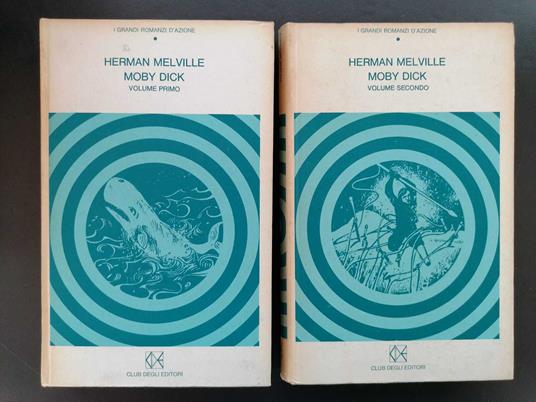 I GRANDI ROMANZI D'AZIONE
HERMAN MELVILLE
MOBY DICK
VOLUME PRIMO
CLUB DEGLI EDITORI
I GRANDI ROMANZI D'AZIONE
HERMAN MELVILLE
MOBY DICK
VOLUME SECONDO
CLUB DEGLI EDITORI